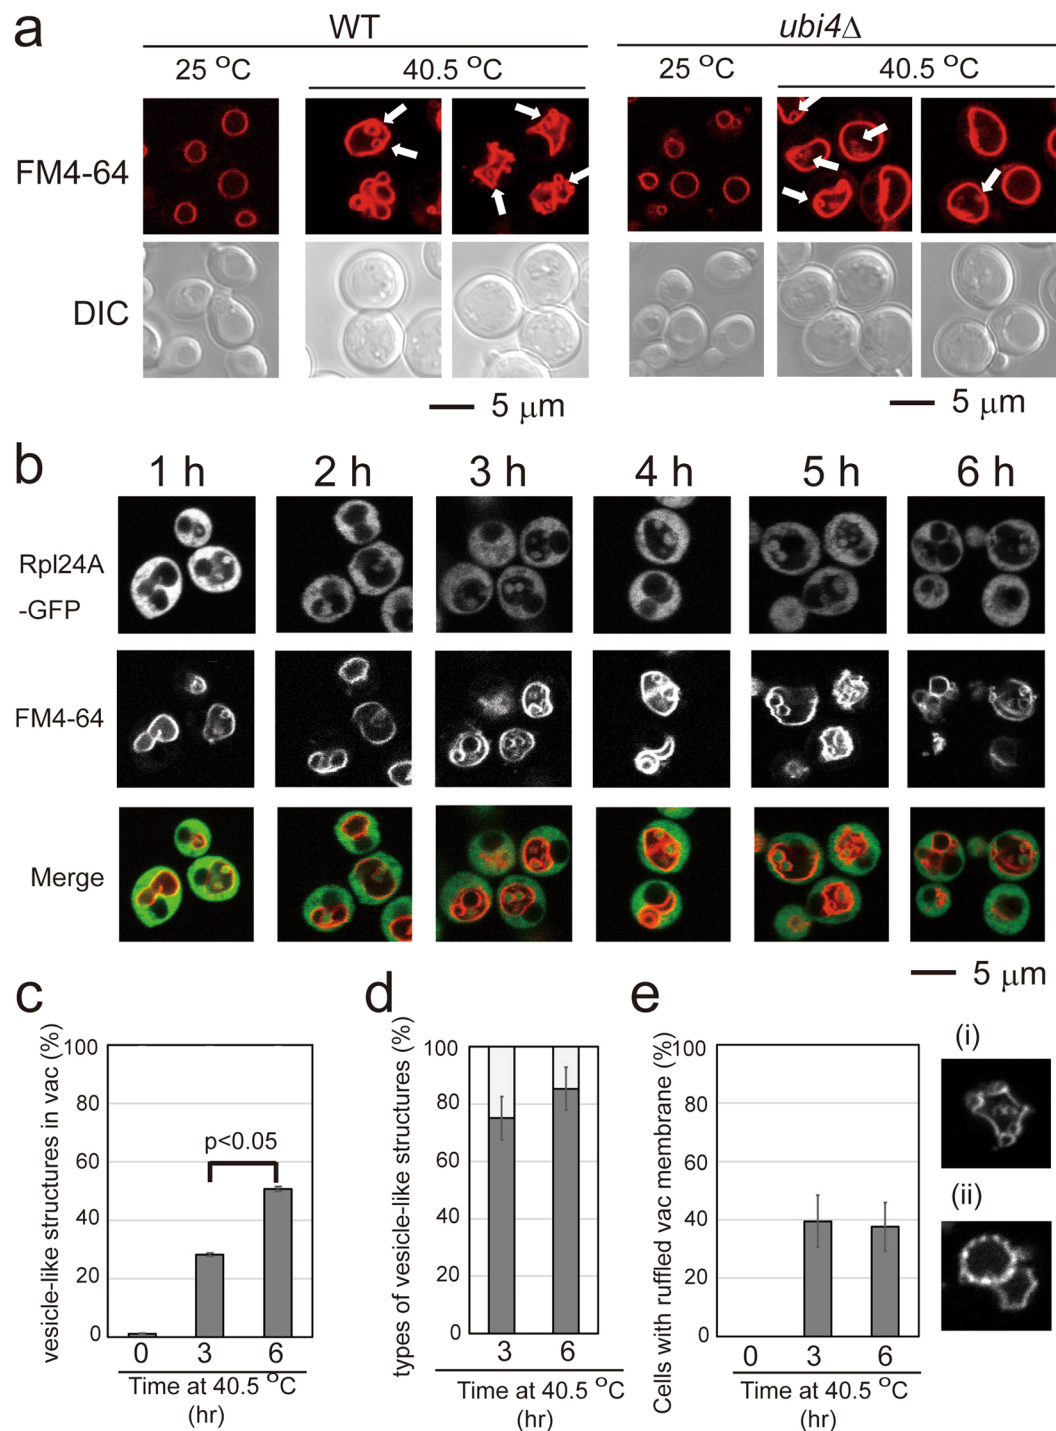 a
WT
ubi4Δ
25 °C
40.5 °C
25 °C
40.5 °C
FM4-64
DIC
5 μm
5 μm
b
1 h
2 h
3 h
4 h
5 h
6 h
Rpl24A
-GFP
FM4-64
Merge
5 μm
c
vesicle-like structures in vac (%)
100
80
60
40
20
0
p<0.05
0
3
6
Time at 40.5 °C
(hr)
d
types of vesicle-like structures (%)
100
80
60
40
20
0
3
6
Time at 40.5 °C
(hr)
e
Cells with ruffled vac membrane (%)
100
80
60
40
20
0
0
3
6
Time at 40.5 °C
(hr)
(i)
(ii)